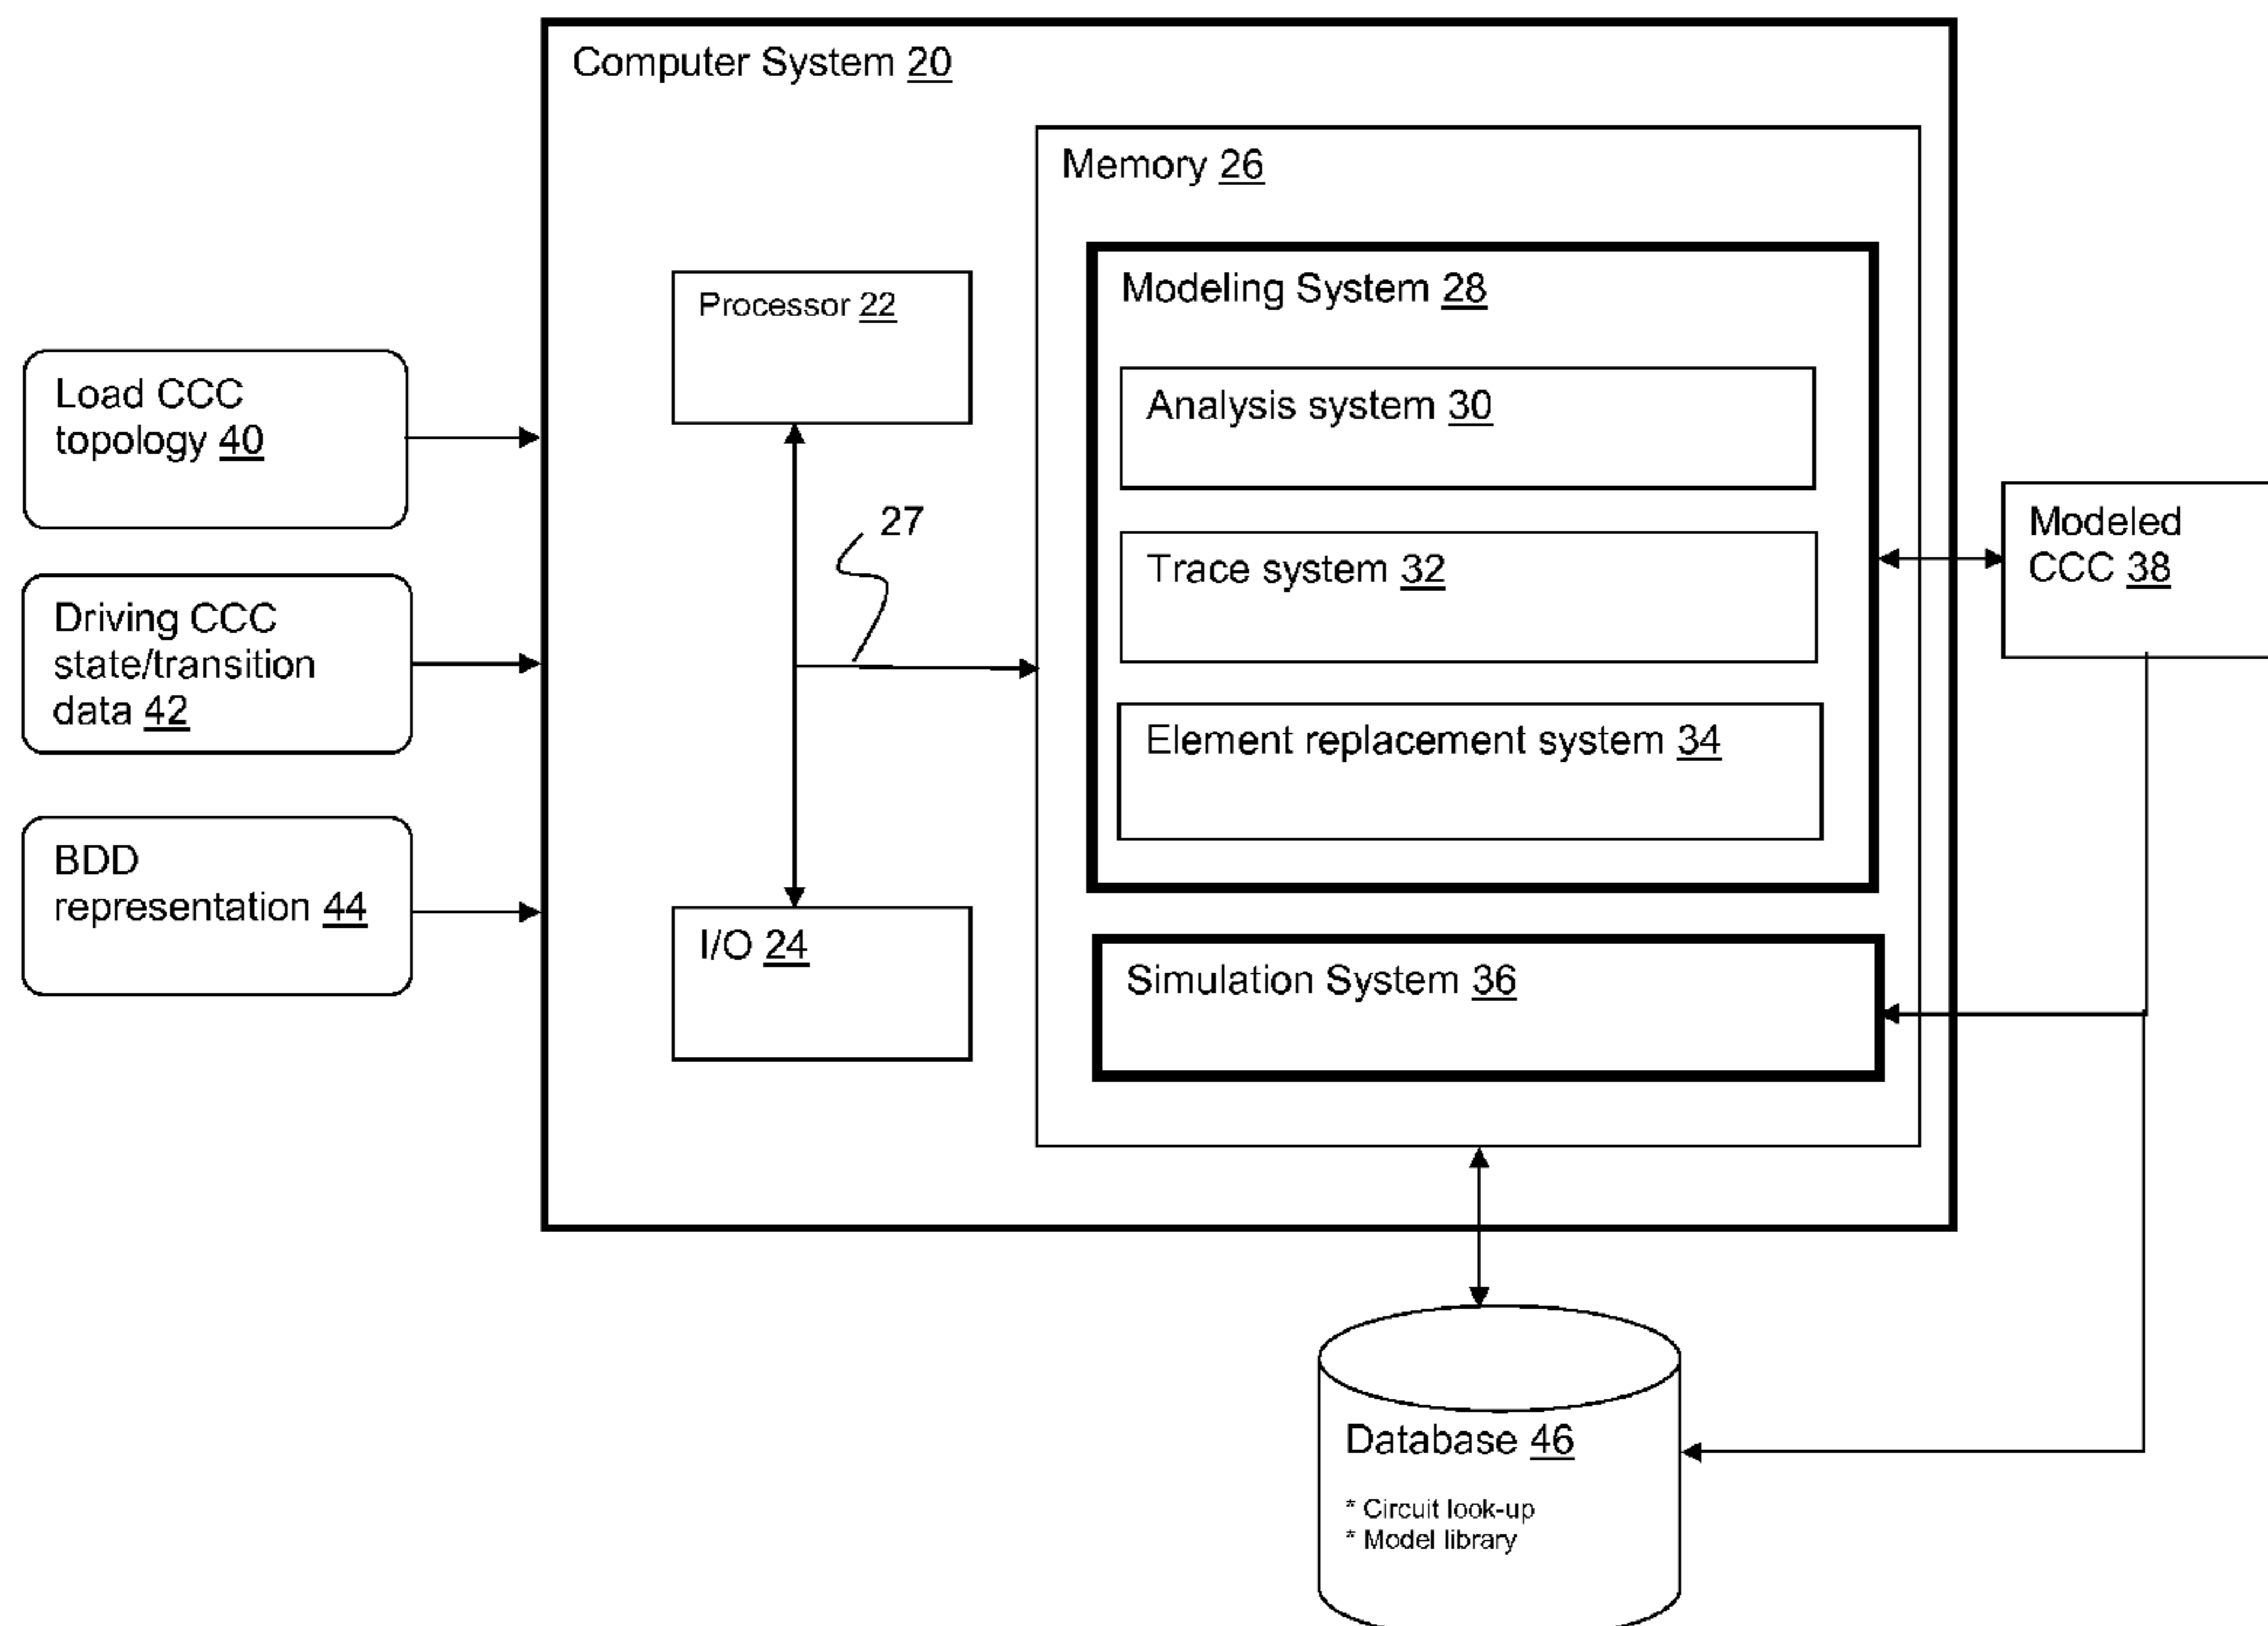 Computer System 20
Memory 26
Modeling System 28
Processor 22
Analysis system 30
Load CCC
topology 40
27
Modeled
CCC 38
Trace system 32
Driving CCC
state/transition
data 42
Element replacement system 34
BDD
representation 44
I/O 24
Simulation System 36
Database 46
* Circuit look-up
* Model library